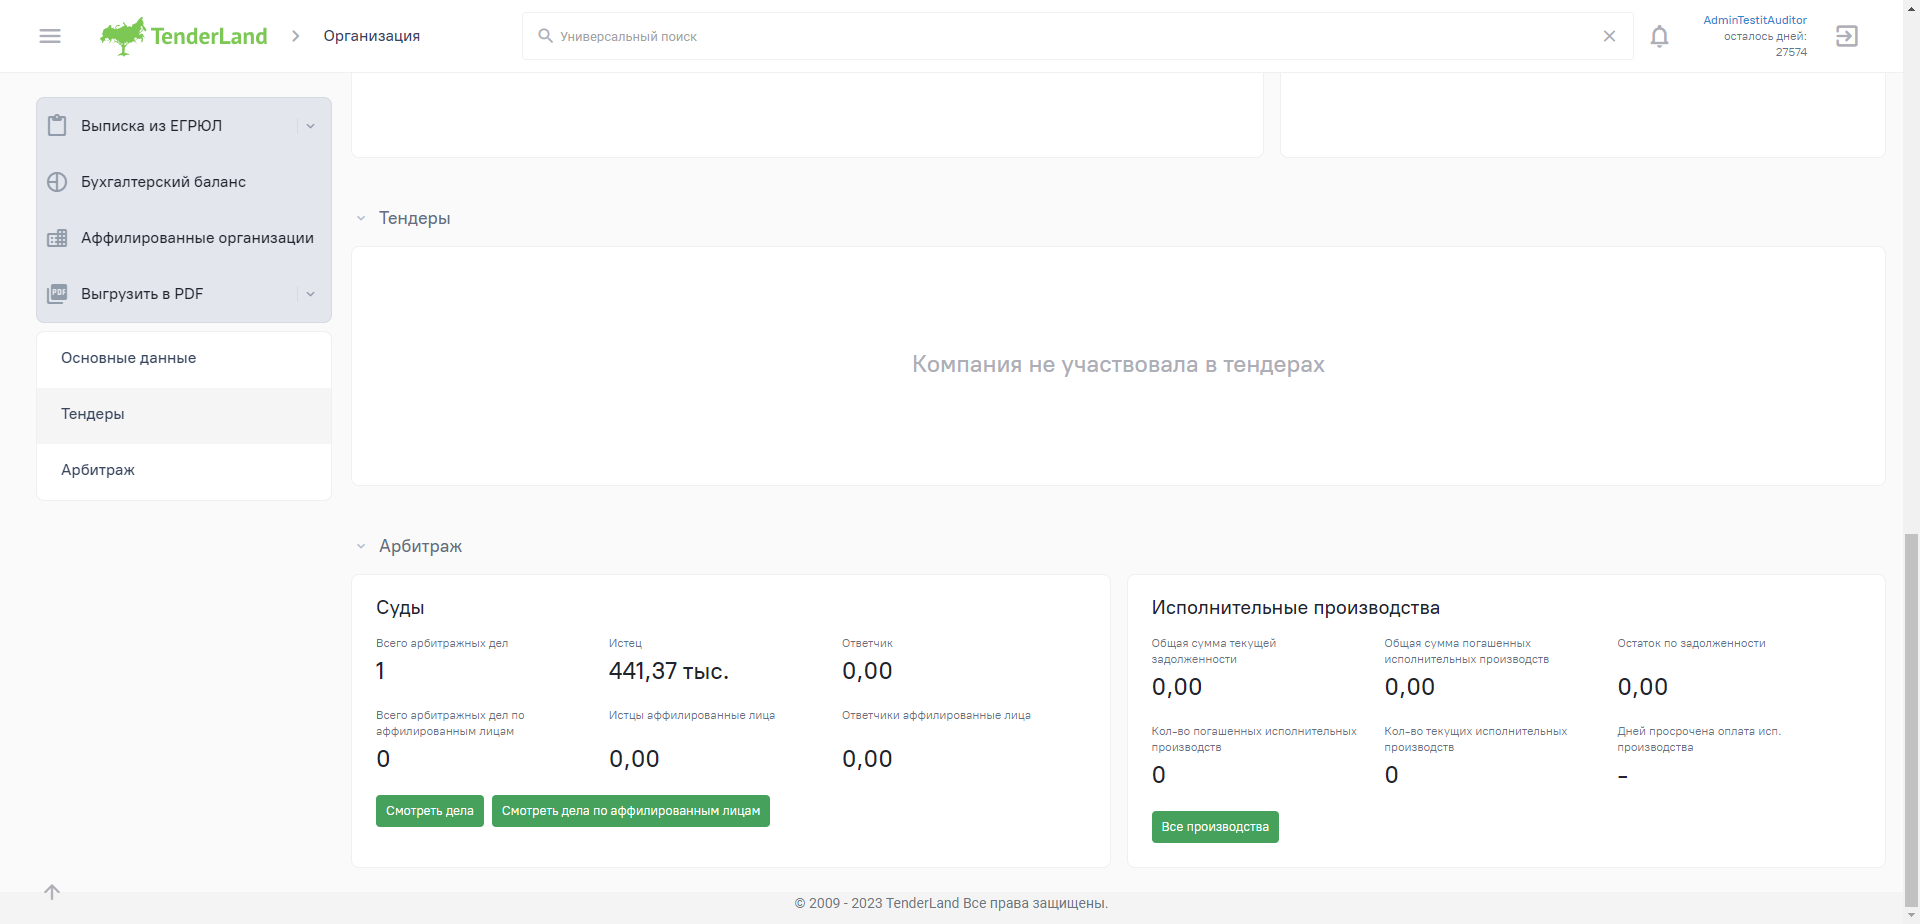 TenderLand
Организация
Универсальный поиск
AdminTestitAuditor
осталось дней:
27574
Выписка из ЕГРЮЛ
Бухгалтерский баланс
Аффилированные организации
PDF
Выгрузить в PDF
Основные данные
Тендеры
Арбитраж
Тендеры
Компания не участвовала в тендерах
Арбитраж
Суды
Всего арбитражных дел
1
Истец
441,37 тыс.
Ответчик
0,00
Всего арбитражных дел по
аффилированным лицам
0
Истцы аффилированные лица
0,00
Ответчики аффилированные лица
0,00
Смотреть дела
Смотреть дела по аффилированным лицам
Исполнительные производства
Общая сумма текущей
задолженности
0,00
Общая сумма погашенных
исполнительных производств
0,00
Остаток по задолженности
0,00
Кол-во погашенных исполнительных
производств
0
Кол-во текущих исполнительных
производств
0
Дней просрочена оплата исп.
производства
-
Все производства
© 2009 - 2023 TenderLand Все права защищены.